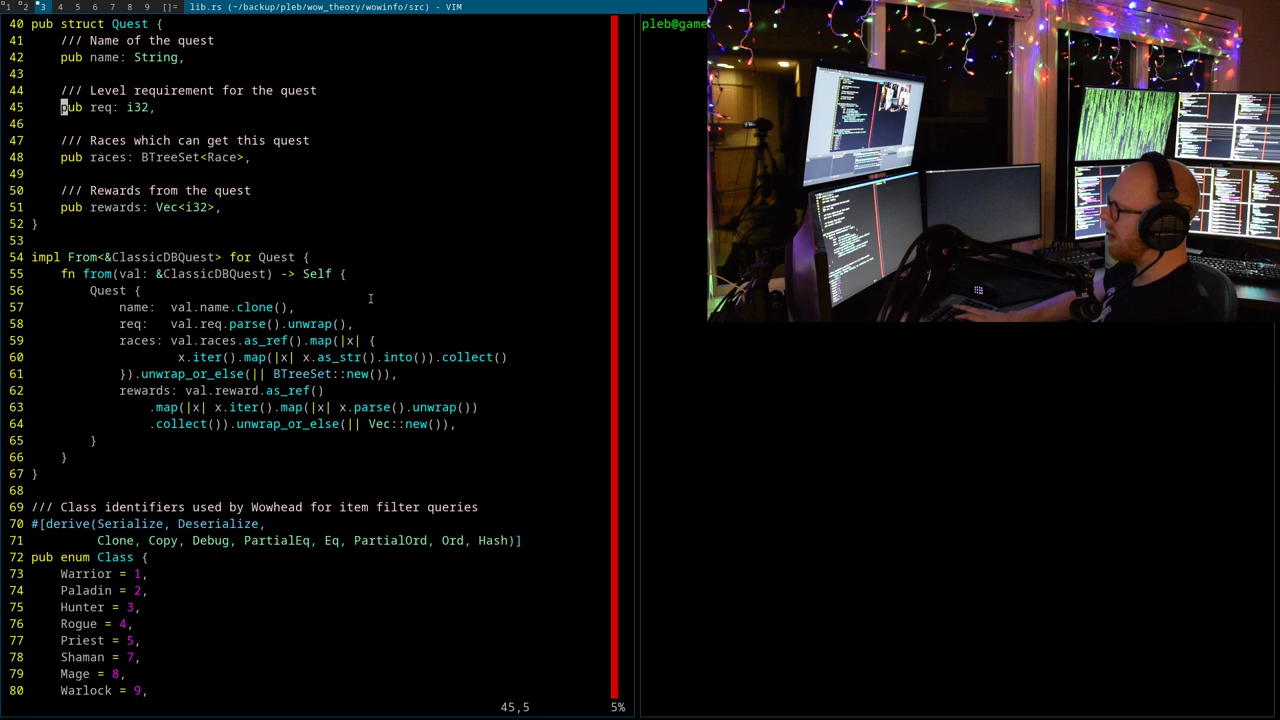 1 2 3 4 5 6 7 8 9 []= lib.rs (~/backup/pleb/wow_theory/wowinfo/src) - VIM
40 pub struct Quest {
41 /// Name of the quest
42 pub name: String,
43
44 /// Level requirement for the quest
45 pub req: i32,
46
47 /// Races which can get this quest
48 pub races: BTreeSet<Race>,
49
50 /// Rewards from the quest
51 pub rewards: Vec<i32>,
52 }
53
54 impl From<&ClassicDBQuest> for Quest {
55 fn from(val: &ClassicDBQuest) -> Self {
56 Quest {
57 name: val.name.clone(),
58 req: val.req.parse().unwrap(),
59 races: val.races.as_ref().map(|x| {
60 x.iter().map(|x| x.as_str().into()).collect()
61 }).unwrap_or_else(|| BTreeSet::new()),
62 rewards: val.reward.as_ref()
63 .map(|x| x.iter().map(|x| x.parse().unwrap())
64 .collect()).unwrap_or_else(|| Vec::new()),
65 }
66 }
67 }
68
69 /// Class identifiers used by Wowhead for item filter queries
70 #[derive(Serialize, Deserialize,
71 Clone, Copy, Debug, PartialEq, Eq, PartialOrd, Ord, Hash)]
72 pub enum Class {
73 Warrior = 1,
74 Paladin = 2,
75 Hunter = 3,
76 Rogue = 4,
77 Priest = 5,
78 Shaman = 7,
79 Mage = 8,
80 Warlock = 9,
45,5 5%
pleb@game